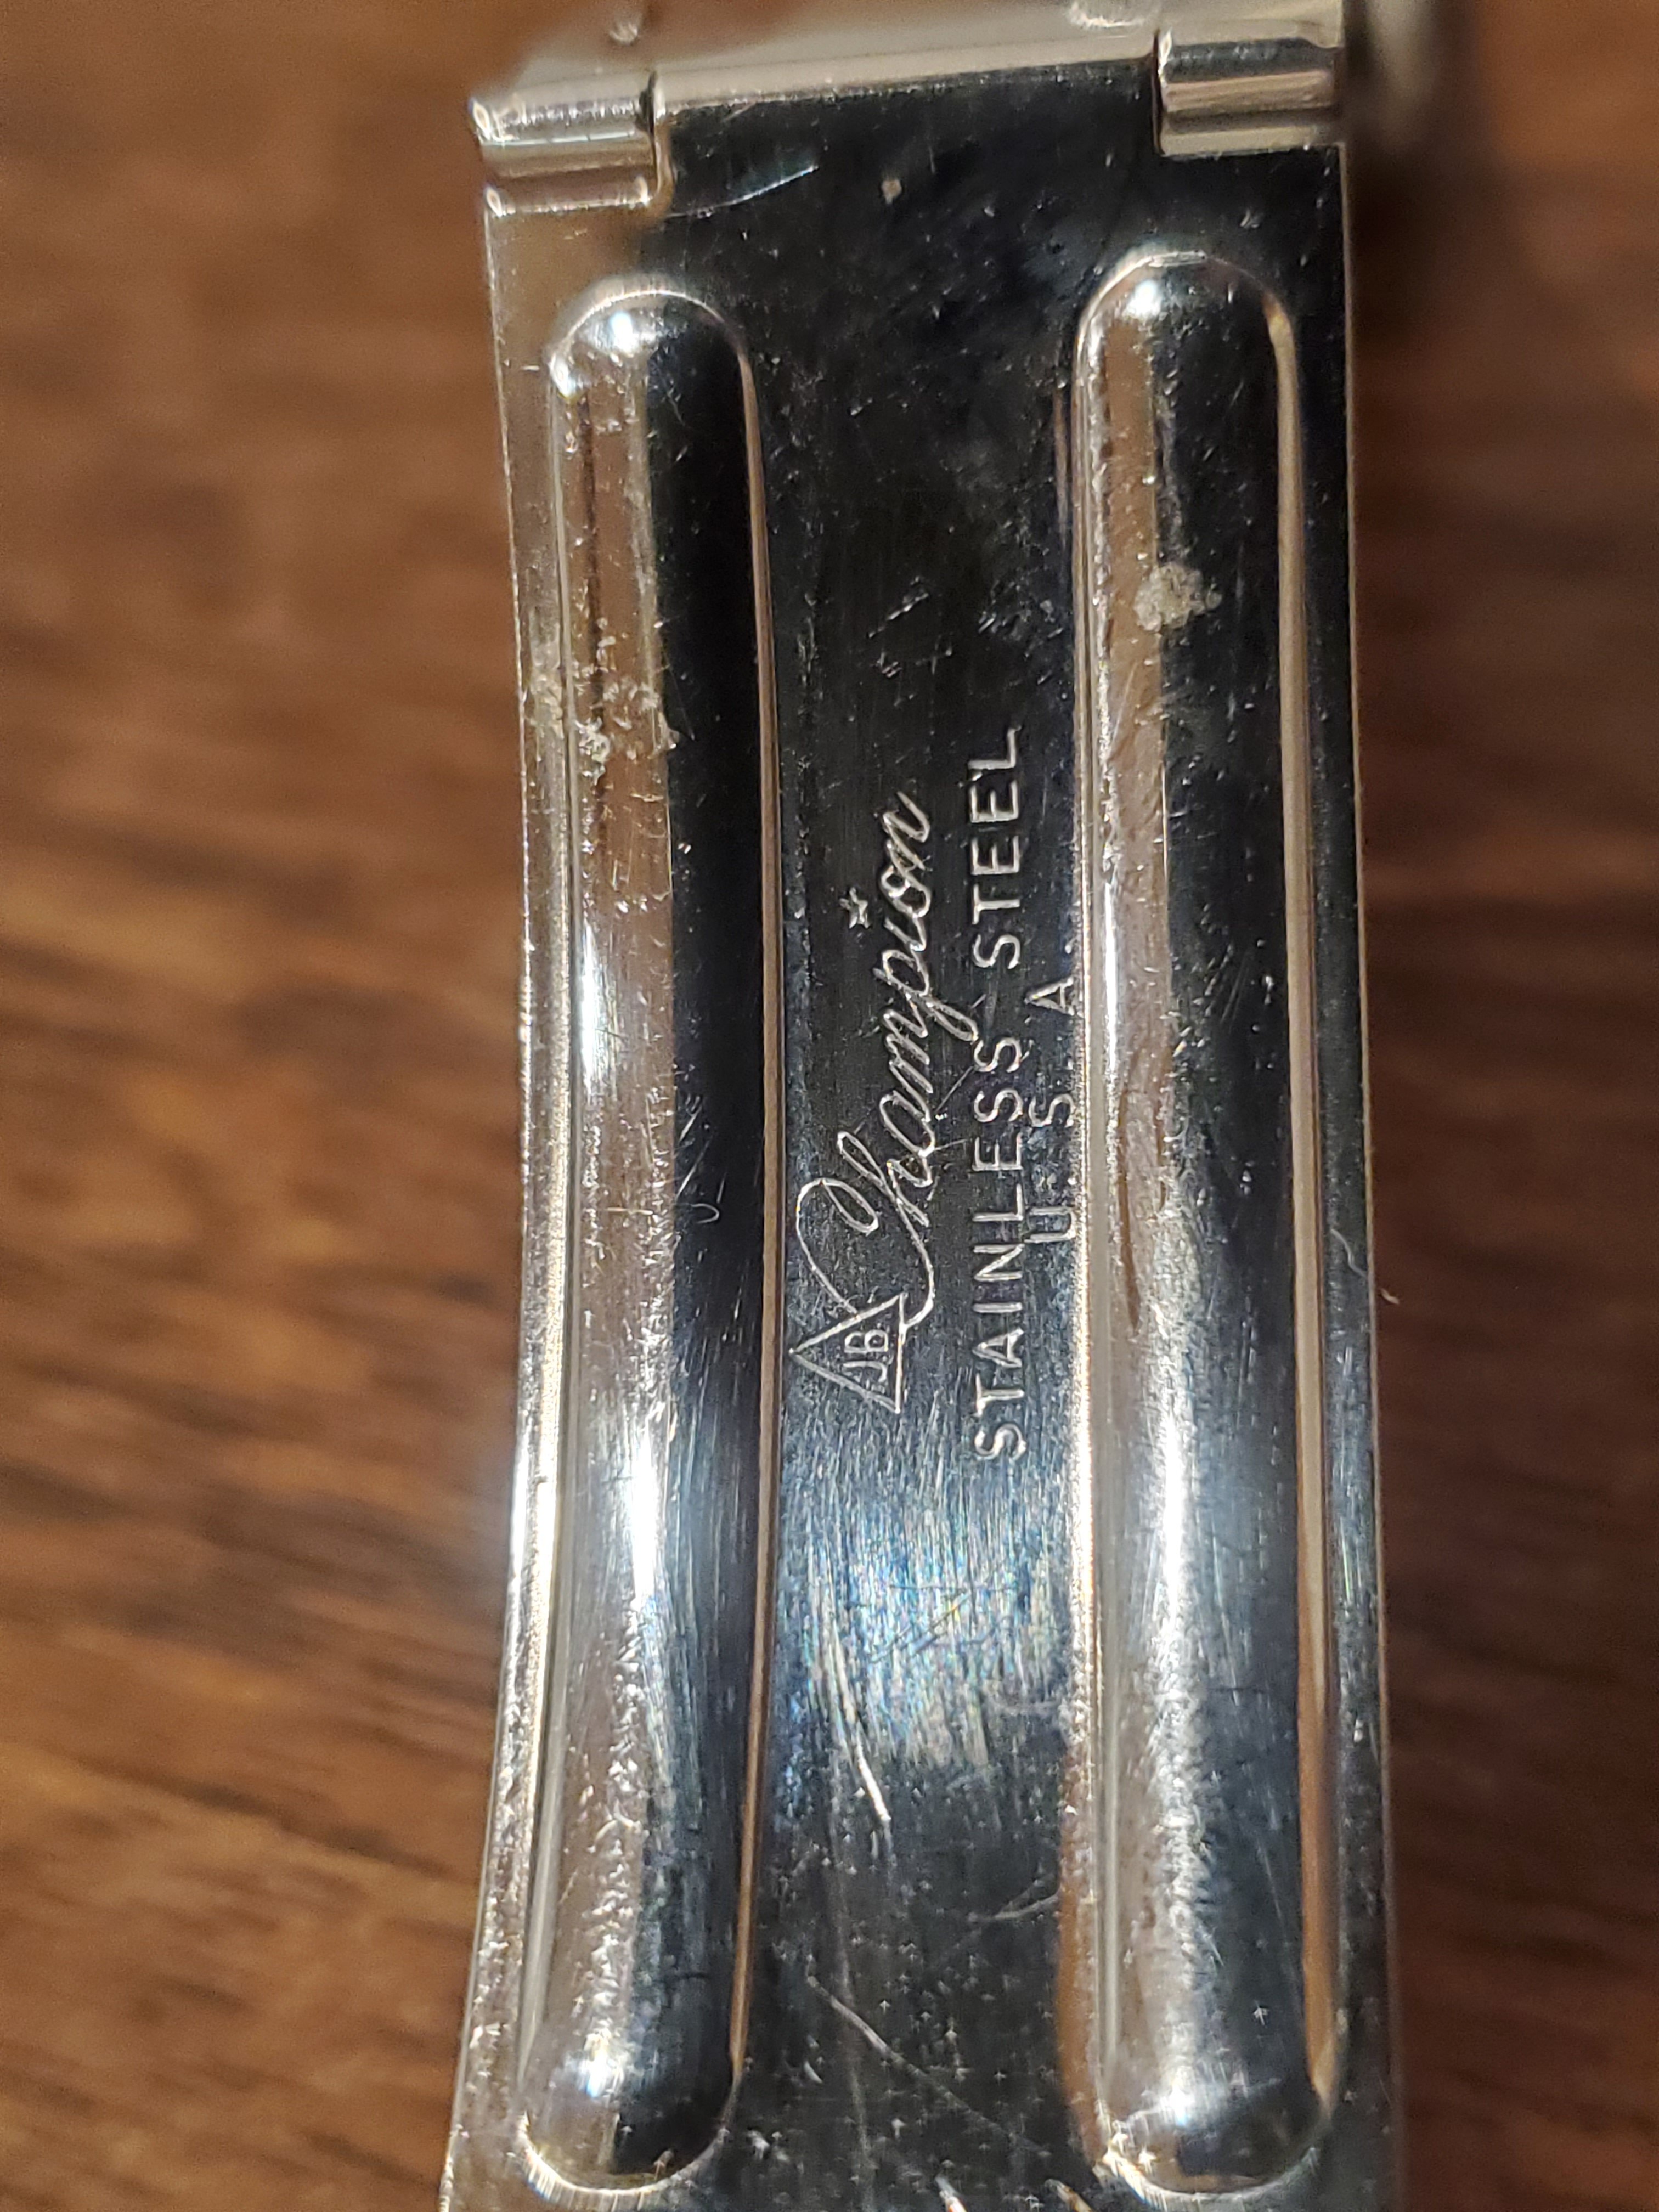 JB Champion
STAINLESS STEEL
U.S.A.